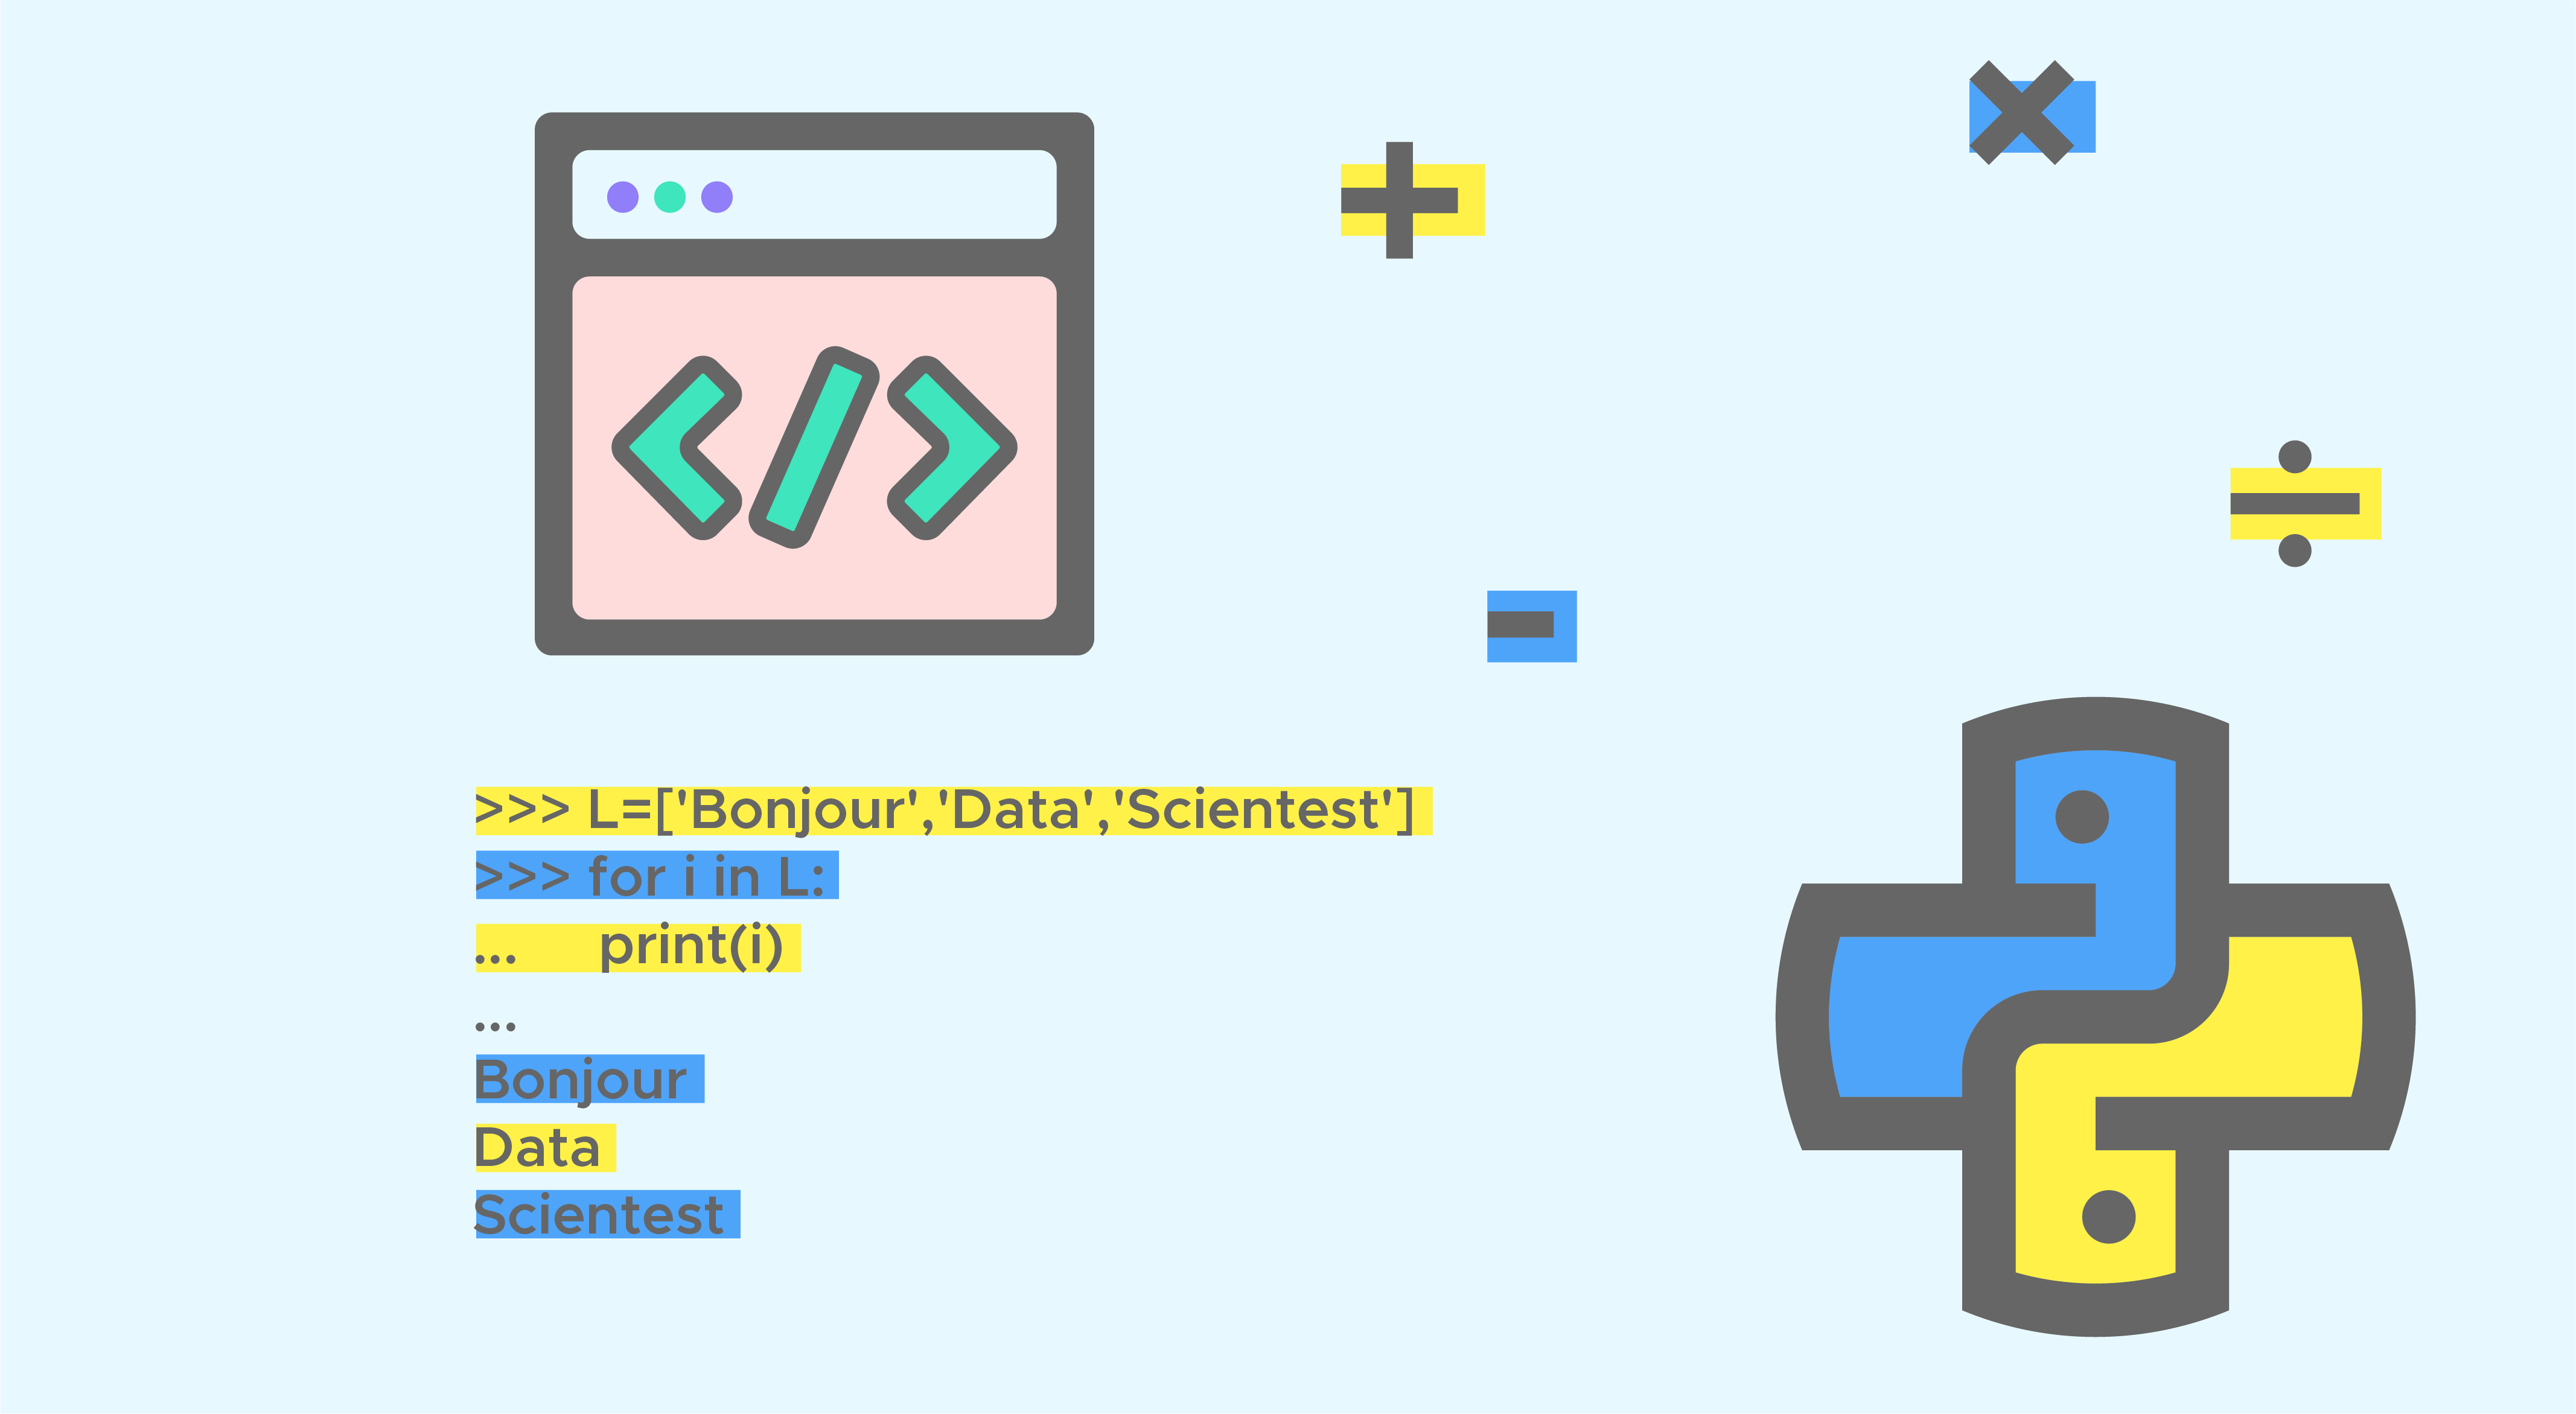 +
×
</>
÷
-
>>> L=['Bonjour','Data','Scientest']
>>> for i in L:
...     print(i)
...
Bonjour
Data
Scientest